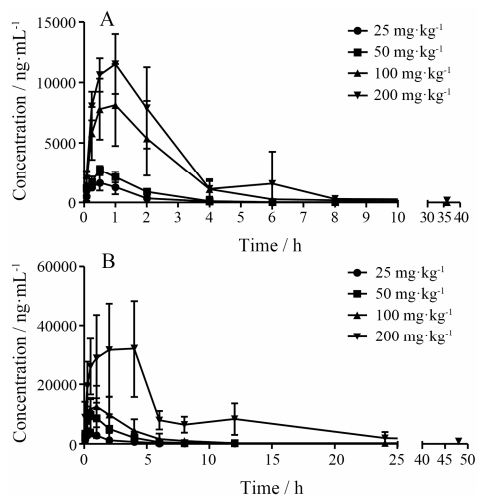 A
Concentration / ng·mL-1
15000
10000
5000
0
25 mg·kg-1
50 mg·kg-1
100 mg·kg-1
200 mg·kg-1
0 1 2 3 4 5 6 7 8 9 10 30 35 40
Time / h
B
Concentration / ng·mL-1
60000
40000
20000
0
25 mg·kg-1
50 mg·kg-1
100 mg·kg-1
200 mg·kg-1
0 5 10 15 20 25 40 45 50
Time / h